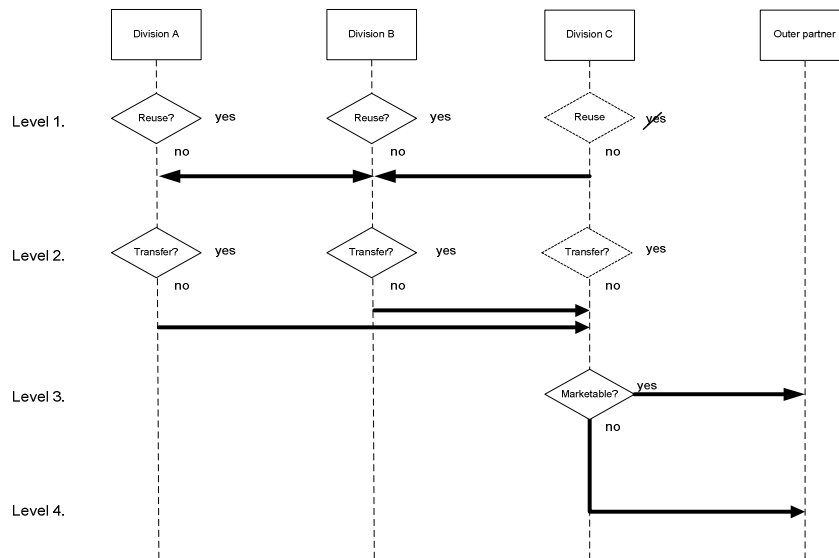 Division A
Division B
Division C
Outer partner
Level 1.
Reuse?
yes
Reuse?
yes
Reuse
yes
no
no
no
Level 2.
Transfer?
yes
Transfer?
yes
Transfer?
yes
no
no
no
Level 3.
Marketable?
yes
no
Level 4.